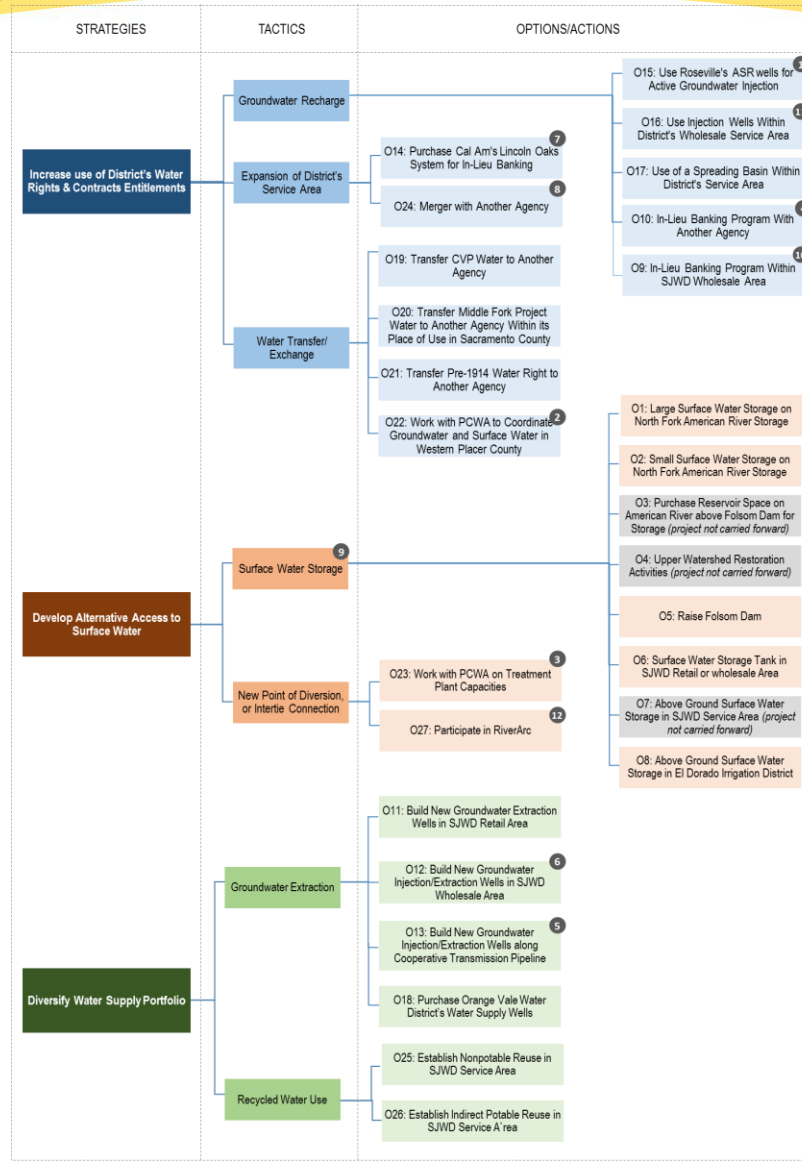 STRATEGIES
TACTICS
OPTIONS/ACTIONS
Increase use of District's Water
Rights & Contracts Entitlements
Groundwater Recharge
O15: Use Roseville's ASR wells for
Active Groundwater Injection
O16: Use Injection Wells Within
District's Wholesale Service Area
O17: Use of a Spreading Basin Within
District's Service Area
O10: In-Lieu Banking Program With
Another Agency
O9: In-Lieu Banking Program Within
SJWD Wholesale Area
Expansion of District's
Service Area
7
O14: Purchase Cal Am's Lincoln Oaks
System for In-Lieu Banking
8
O24: Merger with Another Agency
Water Transfer/
Exchange
O19: Transfer CVP Water to Another
Agency
O20: Transfer Middle Fork Project
Water to Another Agency Within its
Place of Use in Sacramento County
O21: Transfer Pre-1914 Water Right to
Another Agency
2
O22: Work with PCWA to Coordinate
Groundwater and Surface Water in
Western Placer County
Develop Alternative Access to
Surface Water
9
Surface Water Storage
O1: Large Surface Water Storage on
North Fork American River Storage
O2: Small Surface Water Storage on
North Fork American River Storage
O3: Purchase Reservoir Space on
American River above Folsom Dam for
Storage (project not carried forward)
O4: Upper Watershed Restoration
Activities (project not carried forward)
O5: Raise Folsom Dam
O6: Surface Water Storage Tank in
SJWD Retail or wholesale Area
O7: Above Ground Surface Water
Storage in SJWD Service Area (project
not carried forward)
O8: Above Ground Surface Water
Storage in El Dorado Irrigation District
New Point of Diversion,
or Intertie Connection
3
O23: Work with PCWA on Treatment
Plant Capacities
12
O27: Participate in RiverArc
Diversify Water Supply Portfolio
Groundwater Extraction
O11: Build New Groundwater Extraction
Wells in SJWD Retail Area
6
O12: Build New Groundwater
Injection/Extraction Wells in SJWD
Wholesale Area
5
O13: Build New Groundwater
Injection/Extraction Wells along
Cooperative Transmission Pipeline
O18: Purchase Orange Vale Water
District's Water Supply Wells
Recycled Water Use
O25: Establish Nonpotable Reuse in
SJWD Service Area
O26: Establish Indirect Potable Reuse in
SJWD Service A`rea